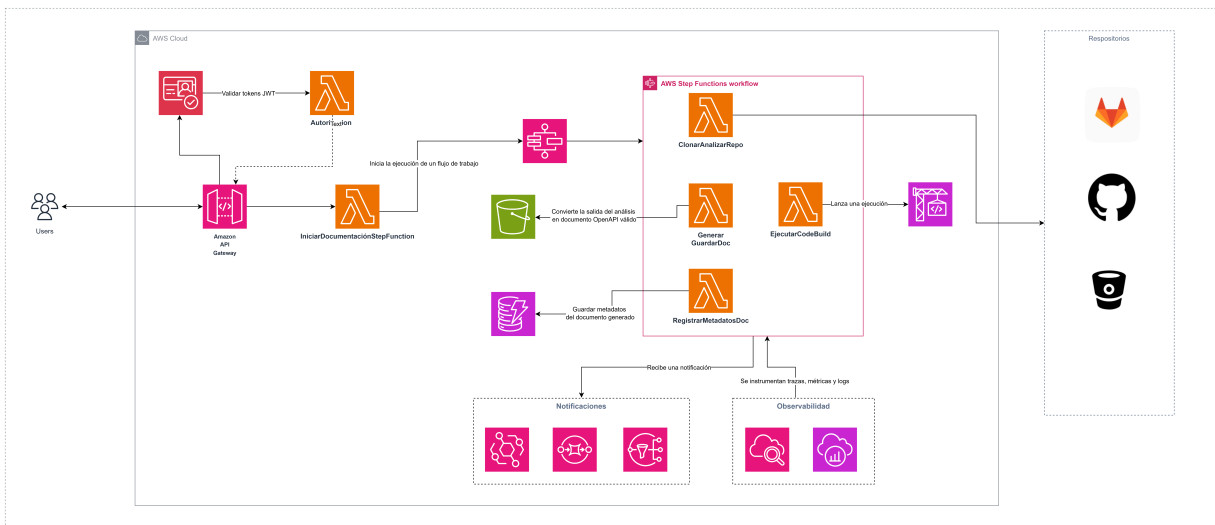 AWS Cloud
Respositorios
Validar tokens JWT
Autorization
AWS Step Functions workflow
ClonarAnalizarRepo
Inicia la ejecución de un flujo de trabajo
Users
Amazon
API
Gateway
IniciarDocumentaciónStepFunction
Convierte la salida del análisis
en documento OpenAPI válido
Generar
GuardarDoc
EjecutarCodeBuild
Lanza una ejecución
Guardar metadatos
del documento generado
RegistrarMetadatosDoc
Recibe una notificación
Se instrumentan trazas, métricas y logs
Notificaciones
Observabilidad